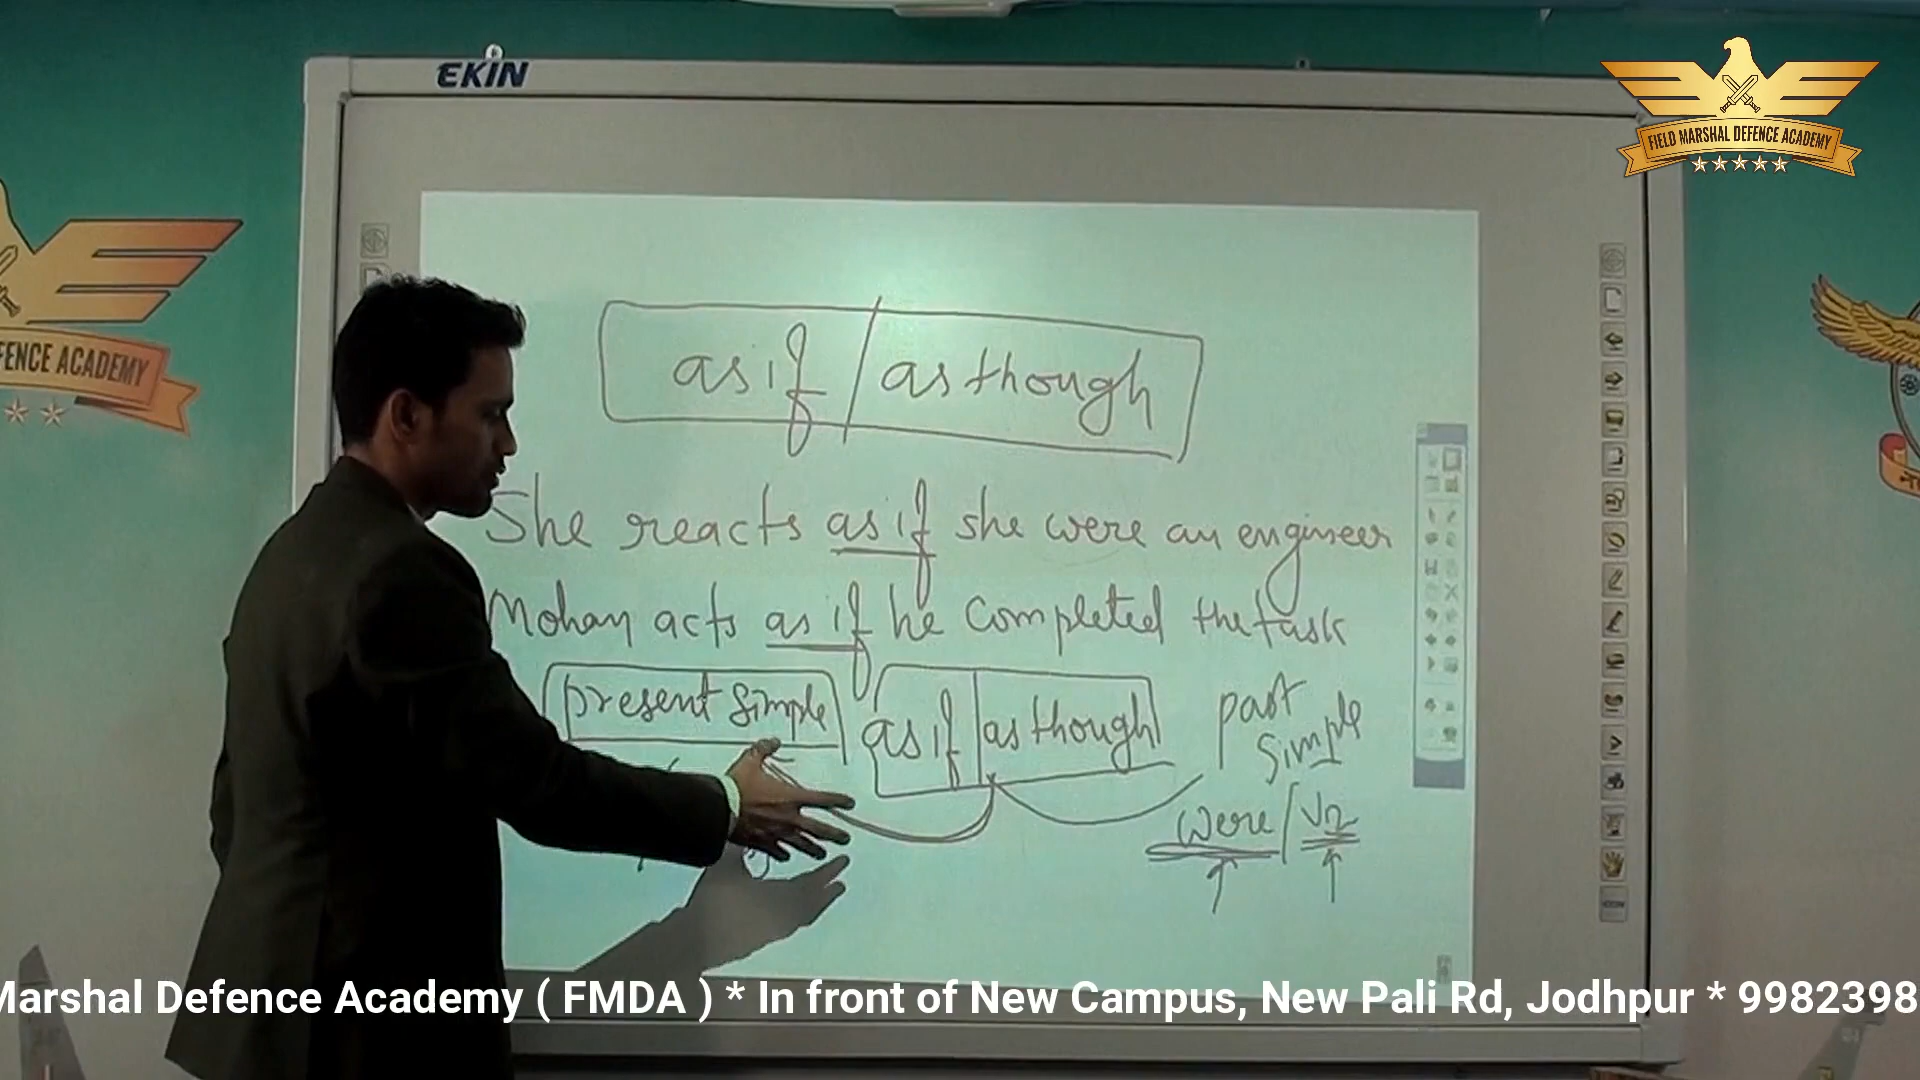 EKIN
FIELD MARSHAL DEFENCE ACADEMY
FENCE ACADEMY
as if / as though
She reacts as if she were an engineer
Mohan acts as if he completed the task
present simple as if | as though past simple
were / V2
Marshal Defence Academy ( FMDA ) * In front of New Campus, New Pali Rd, Jodhpur * 9982398